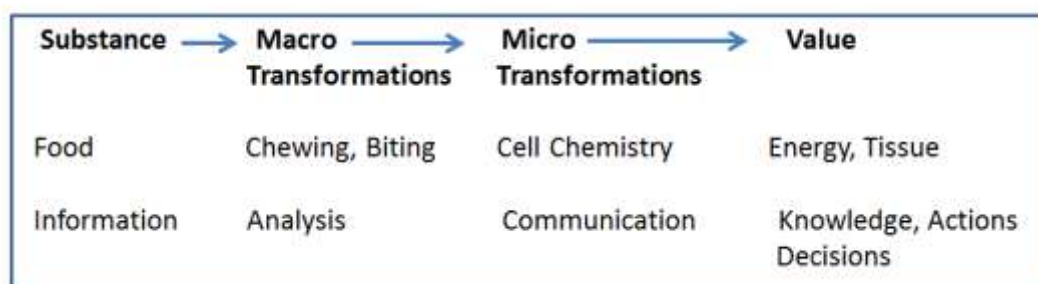 Substance Macro Micro Value
Transformations Transformations
Food Chewing, Biting Cell Chemistry Energy, Tissue
Information Analysis Communication Knowledge, Actions
Decisions